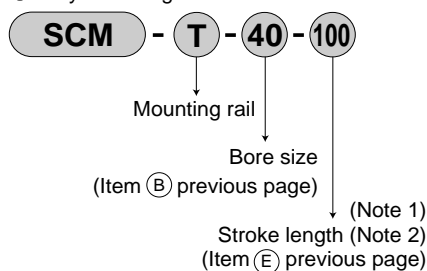 SCM - T - 40 - 100
Mounting rail
Bore size
(Item B previous page)
(Note 1)
Stroke length (Note 2)
(Item E previous page)